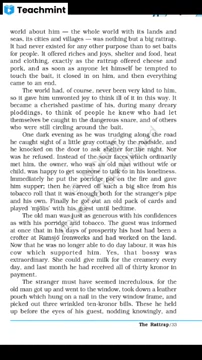 Teachmint
world about him — the whole world with its lands and
seas, its cities and villages — was nothing but a big rattrap.
It had never existed for any other purpose than to set baits
for people. It offered riches and joys, shelter and food, heat
and clothing, exactly as the rattrap offered cheese and
pork, and as soon as anyone let himself be tempted to
touch the bait, it closed in on him, and then everything
came to an end.
The world had, of course, never been very kind to him,
so it gave him unwonted joy to think ill of it in this way. It
became a cherished pastime of his, during many dreary
ploddings, to think of people he knew who had let
themselves be caught in the dangerous snare, and of others
who were still circling around the bait.
One dark evening as he was trudging along the road
he caught sight of a little gray cottage by the roadside, and
he knocked on the door to ask shelter for the night. Nor
was he refused. Instead of the sour faces which ordinarily
met him, the owner, who was an old man without wife or
child, was happy to get someone to talk to in his loneliness.
Immediately he put the porridge pot on the fire and gave
him supper; then he carved off such a big slice from his
tobacco roll that it was enough both for the stranger's pipe
and his own. Finally he got out an old pack of cards and
played 'mjolis' with his guest until bedtime.
The old man was just as generous with his confidences
as with his porridge and tobacco. The guest was informed
at once that in his days of prosperity his host had been a
crofter at Ramsjo Ironworks and had worked on the land.
Now that he was no longer able to do day labour, it was his
cow which supported him. Yes, that bossy was
extraordinary. She could give milk for the creamery every
day, and last month he had received all of thirty kronor in
payment.
The stranger must have seemed incredulous, for the
old man got up and went to the window, took down a leather
pouch which hung on a nail in the very window frame, and
picked out three wrinkled ten-kronor bills. These he held
up before the eyes of his guest, nodding knowingly, and
The Rattrap/33